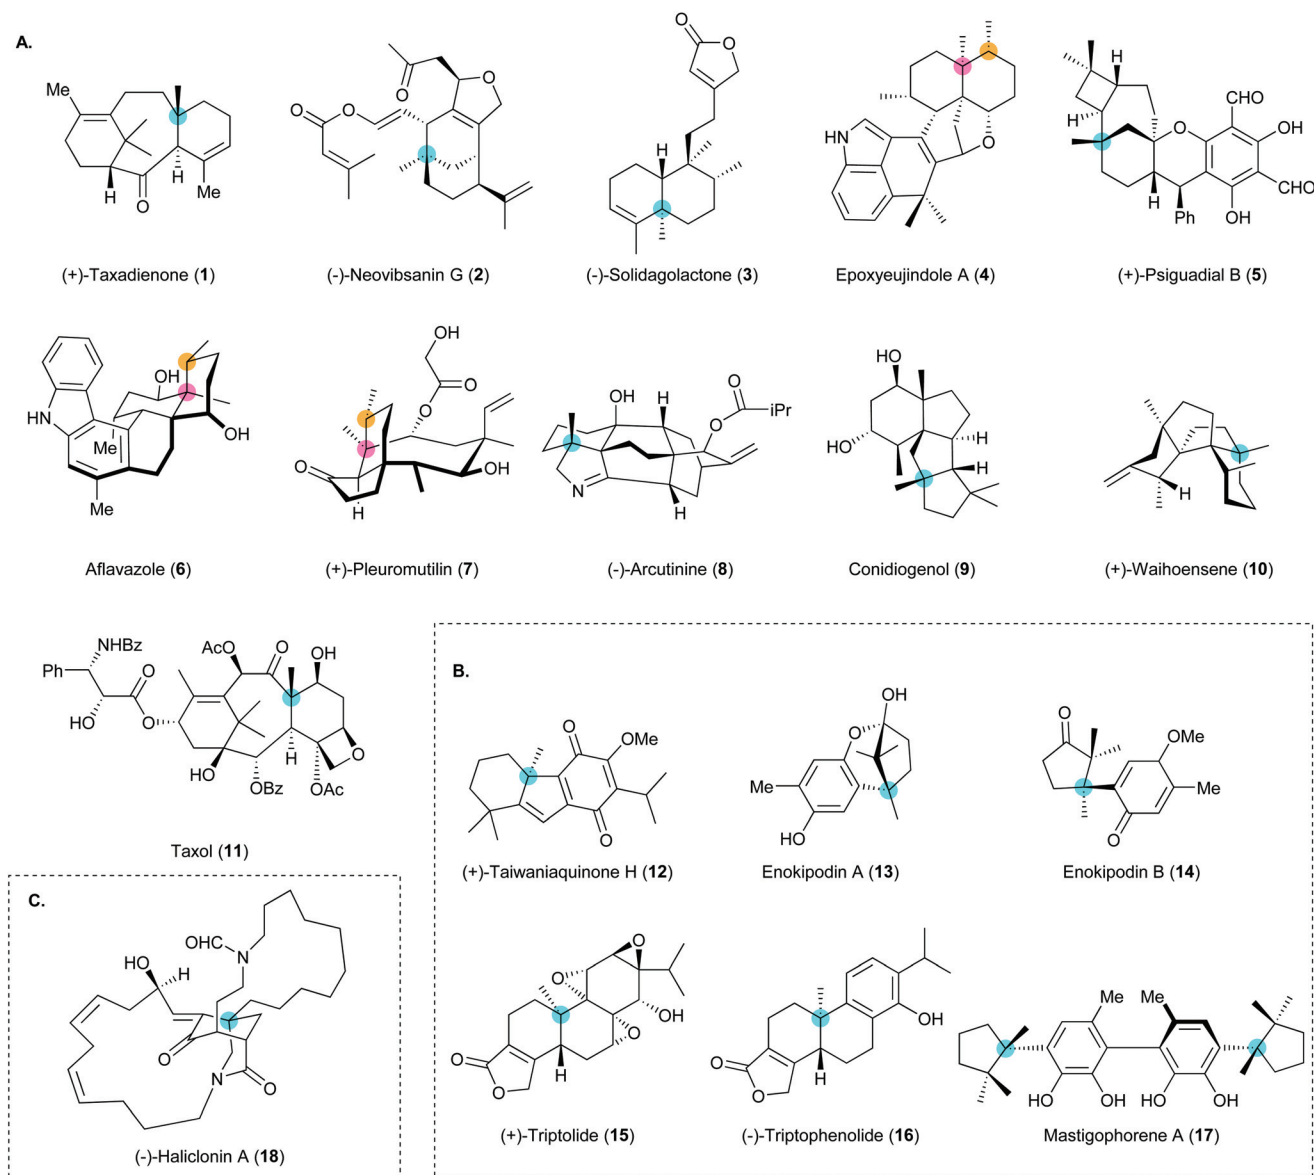 A.
Me
Me
H
H
O
(+)-Taxadienone (1)
O
O
O
O
O
(-)-Neovibsanin G (2)
O
O
H
(-)-Solidagolactone (3)
HN
O
Epoxyeujindole A (4)
H
H
CHO
O
OH
CHO
H
Ph
OH
(+)-Psiguadial B (5)
OH
HN
Me
OH
Me
Aflavazole (6)
OH
O
O
O
OH
H
(+)-Pleuromutilin (7)
OH
H
O
iPr
O
N
H
(-)-Arcutinine (8)
HO
HO
H
H
Conidiogenol (9)
H
(+)-Waihoensene (10)
NHBz
Ph
O
HO
O
AcO
O
OH
HO
H
O
OBz
OAc
Taxol (11)
B.
O
OMe
O
(+)-Taiwaniaquinone H (12)
OH
O
Me
HO
Enokipodin A (13)
O
OMe
Me
O
Enokipodin B (14)
O
O
O
OH
O
O
H
(+)-Triptolide (15)
OH
O
O
H
(-)-Triptophenolide (16)
Me
Me
HO
OH
HO
OH
Mastigophorene A (17)
C.
OHC
N
HO
H
O
N
O
(-)-Haliclonin A (18)